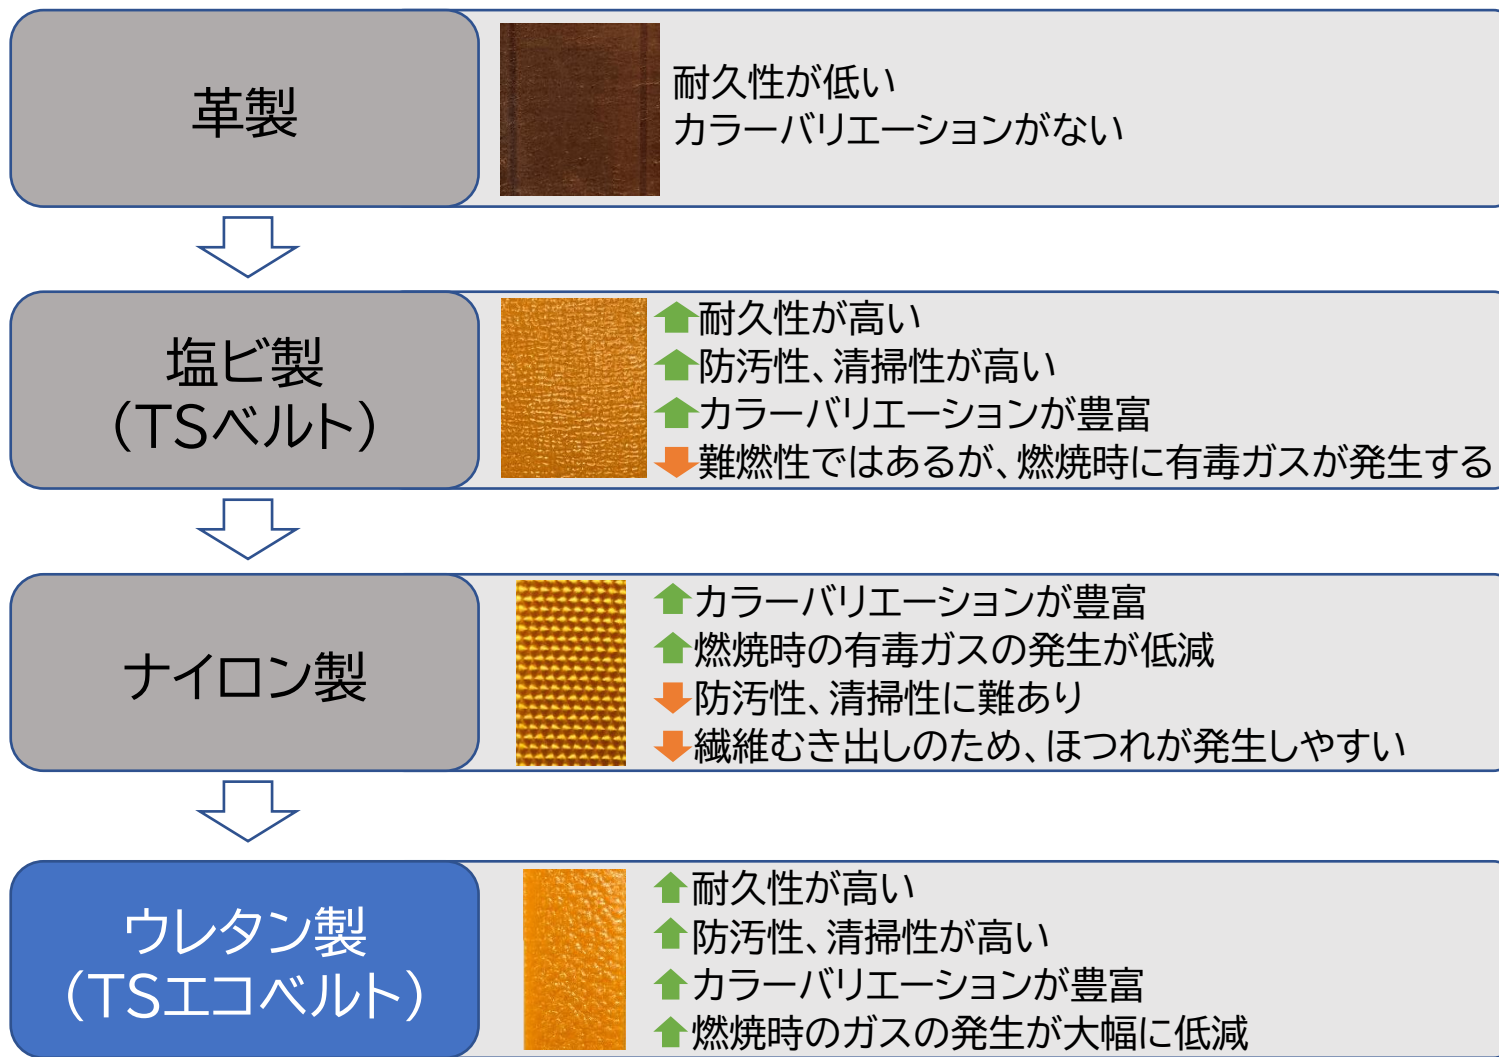 革製
耐久性が低い
カラーバリエーションがない
塩ビ製
（TSベルト）
耐久性が高い
防汚性、清掃性が高い
カラーバリエーションが豊富
難燃性ではあるが、燃焼時に有毒ガスが発生する
ナイロン製
カラーバリエーションが豊富
燃焼時の有毒ガスの発生が低減
防汚性、清掃性に難あり
繊維むき出しのため、ほつれが発生しやすい
ウレタン製
（TSエコベルト）
耐久性が高い
防汚性、清掃性が高い
カラーバリエーションが豊富
燃焼時のガスの発生が大幅に低減